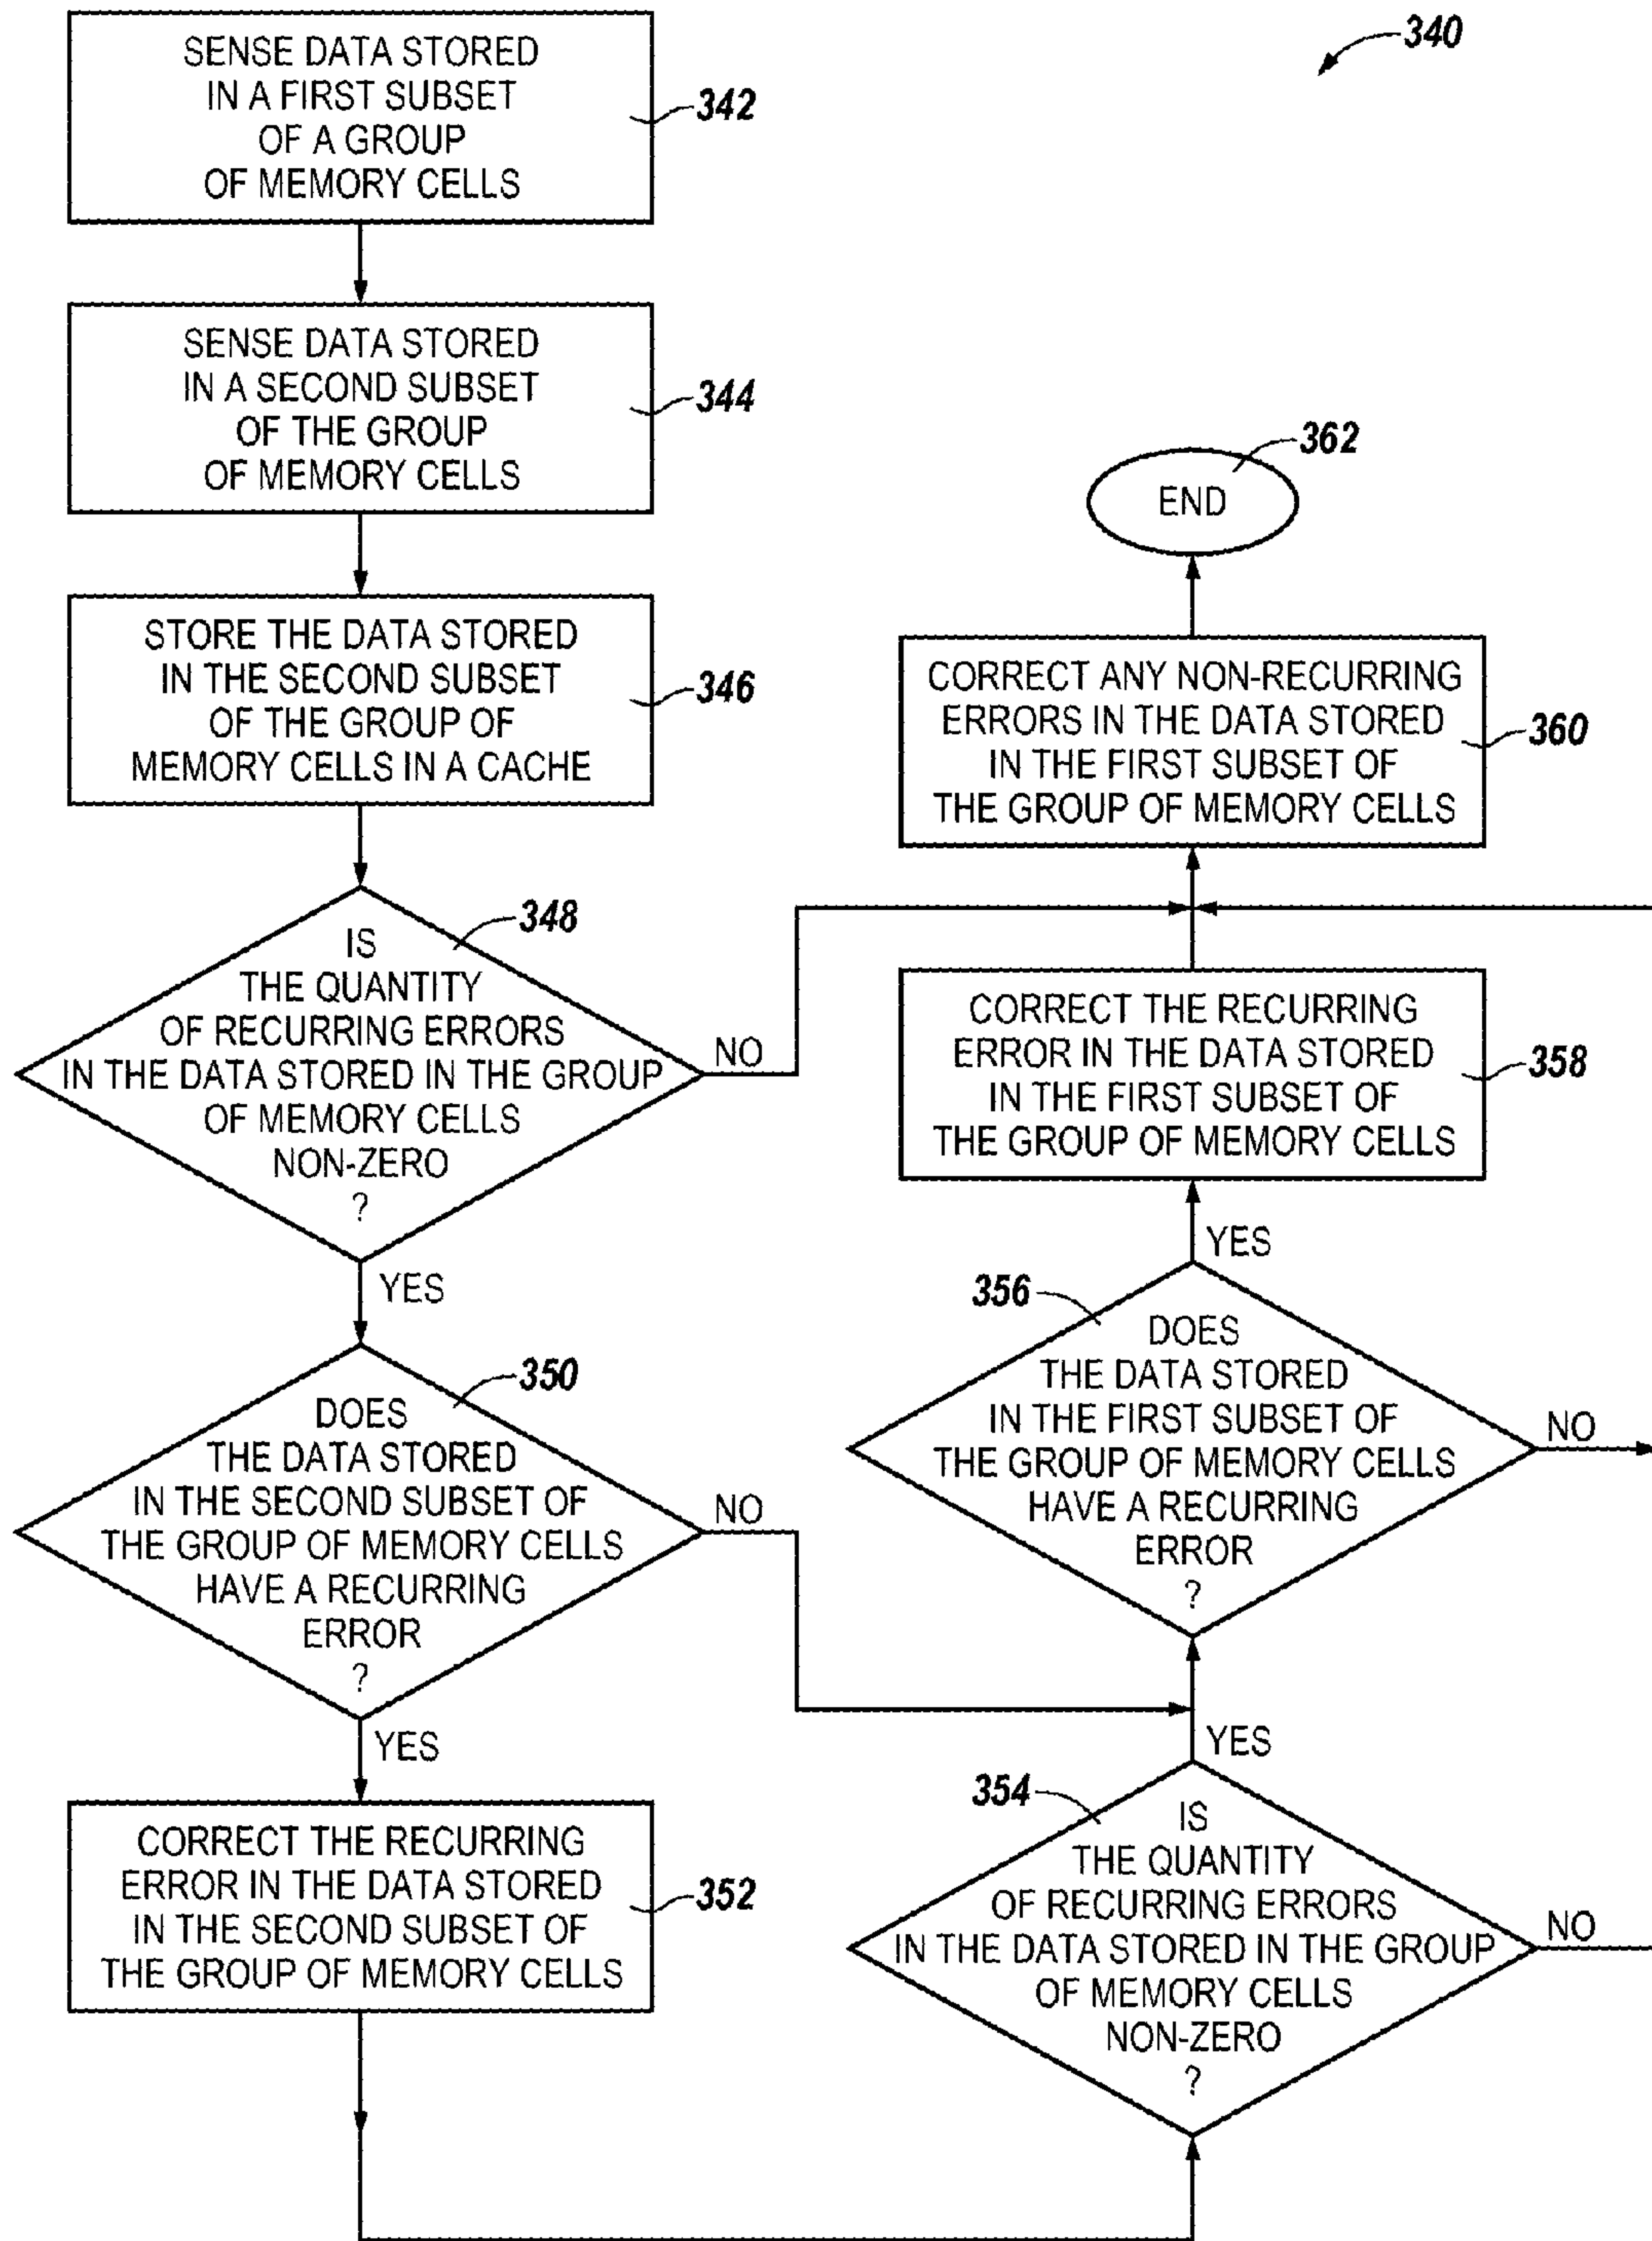 340
SENSE DATA STORED
IN A FIRST SUBSET
OF A GROUP
OF MEMORY CELLS
342
SENSE DATA STORED
IN A SECOND SUBSET
OF THE GROUP
OF MEMORY CELLS
344
STORE THE DATA STORED
IN THE SECOND SUBSET
OF THE GROUP OF
MEMORY CELLS IN A CACHE
346
348
IS
THE QUANTITY
OF RECURRING ERRORS
IN THE DATA STORED IN THE GROUP
OF MEMORY CELLS
NON-ZERO
?
NO
YES
350
DOES
THE DATA STORED
IN THE SECOND SUBSET OF
THE GROUP OF MEMORY CELLS
HAVE A RECURRING
ERROR
?
NO
YES
CORRECT THE RECURRING
ERROR IN THE DATA STORED
IN THE SECOND SUBSET OF
THE GROUP OF MEMORY CELLS
352
362
END
CORRECT ANY NON-RECURRING
ERRORS IN THE DATA STORED
IN THE FIRST SUBSET OF
THE GROUP OF MEMORY CELLS
360
CORRECT THE RECURRING
ERROR IN THE DATA STORED
IN THE FIRST SUBSET OF
THE GROUP OF MEMORY CELLS
358
YES
356
DOES
THE DATA STORED
IN THE FIRST SUBSET OF
THE GROUP OF MEMORY CELLS
HAVE A RECURRING
ERROR
?
NO
YES
354
IS
THE QUANTITY
OF RECURRING ERRORS
IN THE DATA STORED IN THE GROUP
OF MEMORY CELLS
NON-ZERO
?
NO